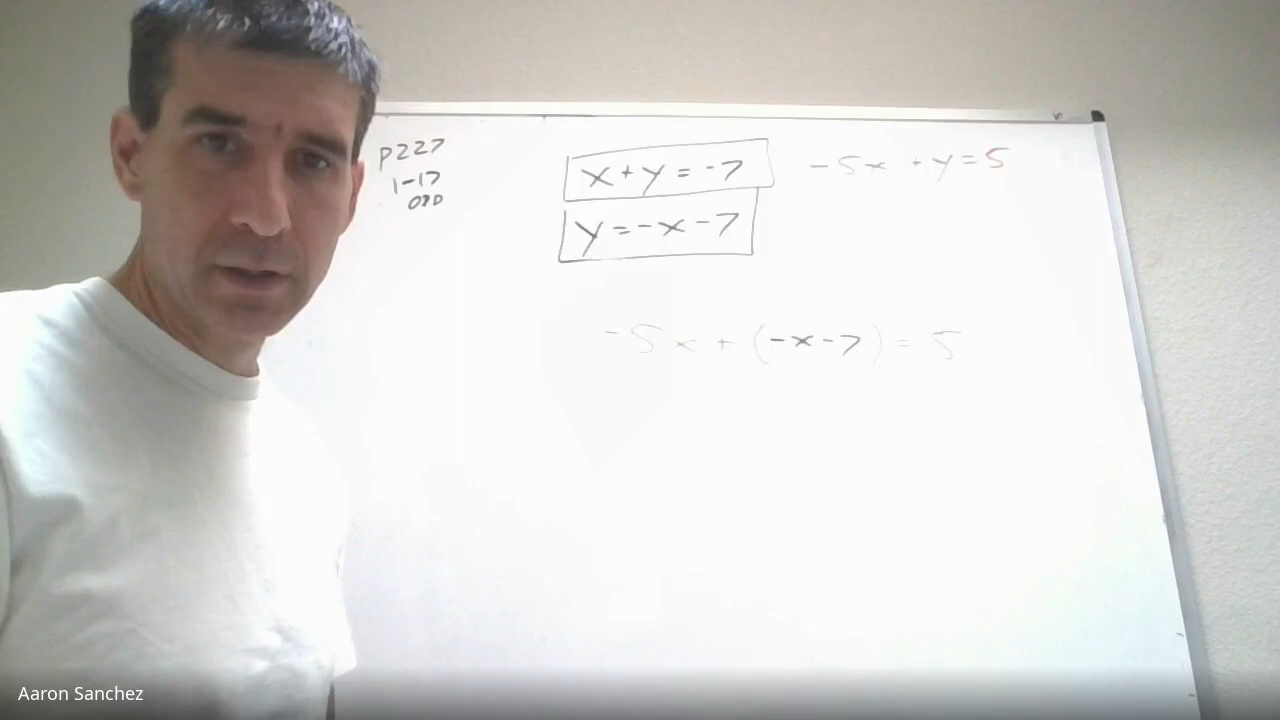 P227
1-17
ODD
x+y=-7
-5x +y=5
y=-x-7
-5x+(-x-7)=5
Aaron Sanchez